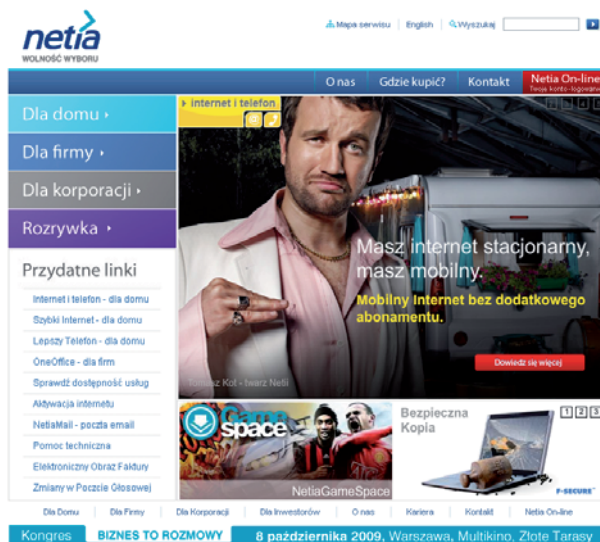 netia
WOLNOŚĆ WYBORU
Mapa serwisu
English
Wyszukaj
O nas
Gdzie kupić?
Kontakt
Netia On-line
Twoje konto - logowanie
Dla domu
Dla firmy
Dla korporacji
Rozrywka
Przydatne linki
Internet i telefon - dla domu
Szybki Internet - dla domu
Lepszy Telefon - dla domu
OneOffice - dla firm
Sprawdź dostępność usług
Aktywacja internetu
NetiaMail - poczta email
Pomoc techniczna
Elektroniczny Obraz Faktury
Zmiany w Poczcie Głosowej
internet i telefon
Masz internet stacjonarny,
masz mobilny.
Mobilny Internet bez dodatkowego
abonamentu.
Dowiedz się więcej
Tomasz Kot - twarz Netii
Game
space
NetiaGameSpace
Bezpieczna
Kopia
1 2 3
F-SECURE
Dla Domu
Dla Firmy
Dla Korporacji
Dla Inwestorów
O nas
Kariera
Kontakt
Netia On-line
Kongres
BIZNES TO ROZMOWY
8 października 2009, Warszawa, Multikino, Złote Tarasy